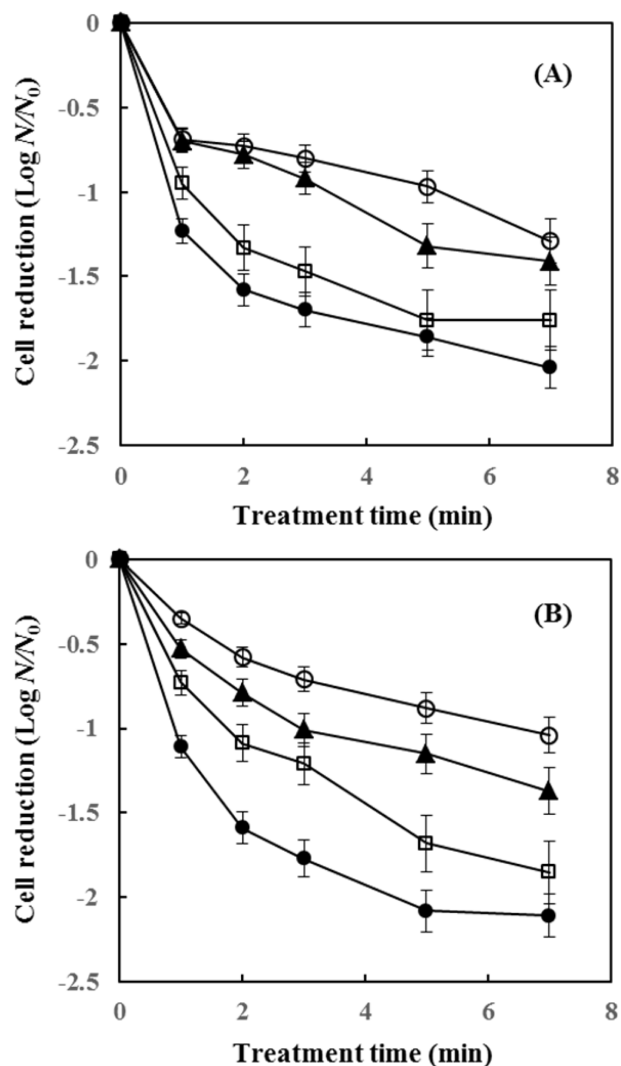 0
(A)
-0.5
-1
-1.5
-2
-2.5
0 2 4 6 8
Cell reduction (Log N/N₀)
Treatment time (min)
0
(B)
-0.5
-1
-1.5
-2
-2.5
0 2 4 6 8
Cell reduction (Log N/N₀)
Treatment time (min)